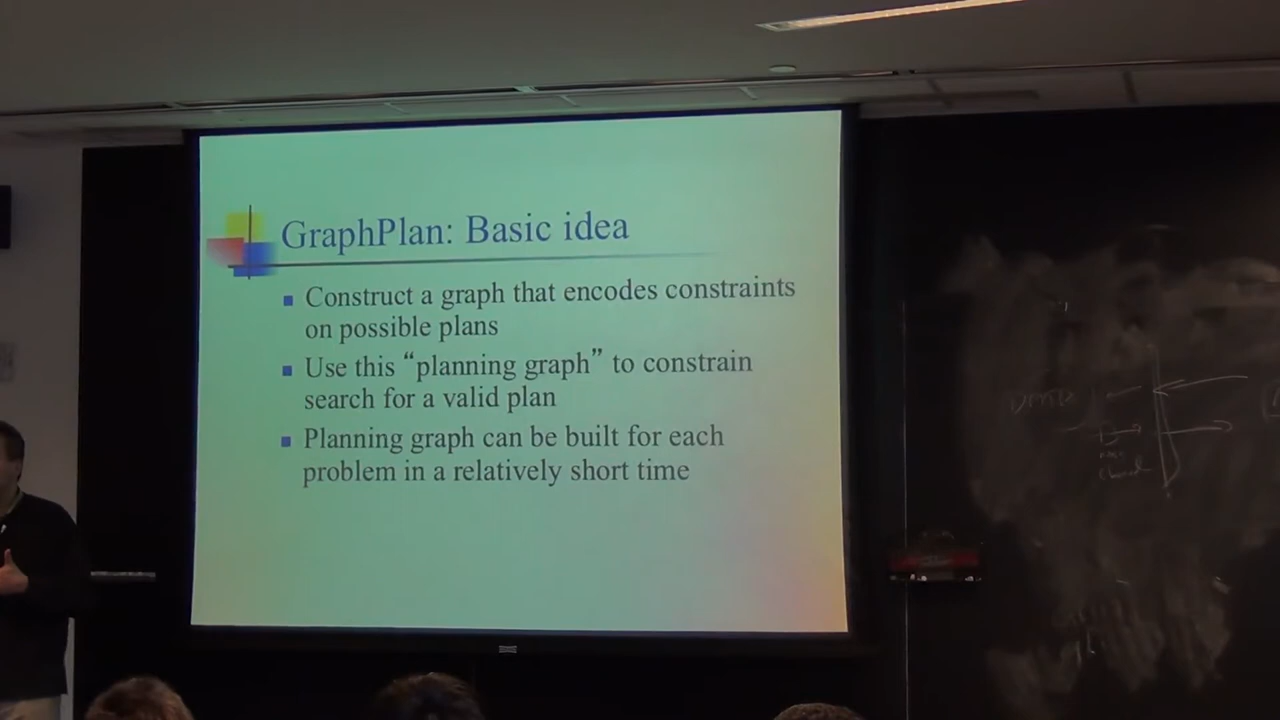 GraphPlan: Basic idea
Construct a graph that encodes constraints
on possible plans
Use this “planning graph” to constrain
search for a valid plan
Planning graph can be built for each
problem in a relatively short time